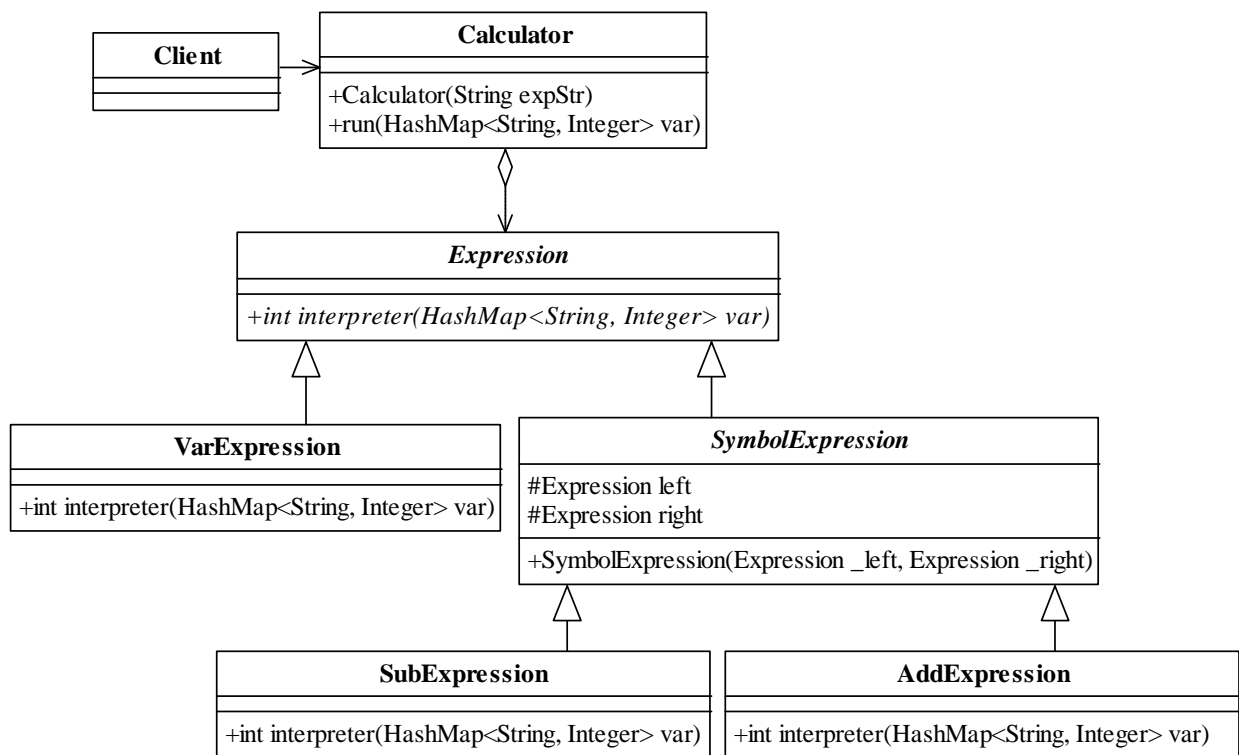 Client
Calculator
+Calculator(String expStr)
+run(HashMap<String, Integer> var)
Expression
+int interpreter(HashMap<String, Integer> var)
VarExpression
+int interpreter(HashMap<String, Integer> var)
SymbolExpression
#Expression left
#Expression right
+SymbolExpression(Expression _left, Expression _right)
SubExpression
+int interpreter(HashMap<String, Integer> var)
AddExpression
+int interpreter(HashMap<String, Integer> var)